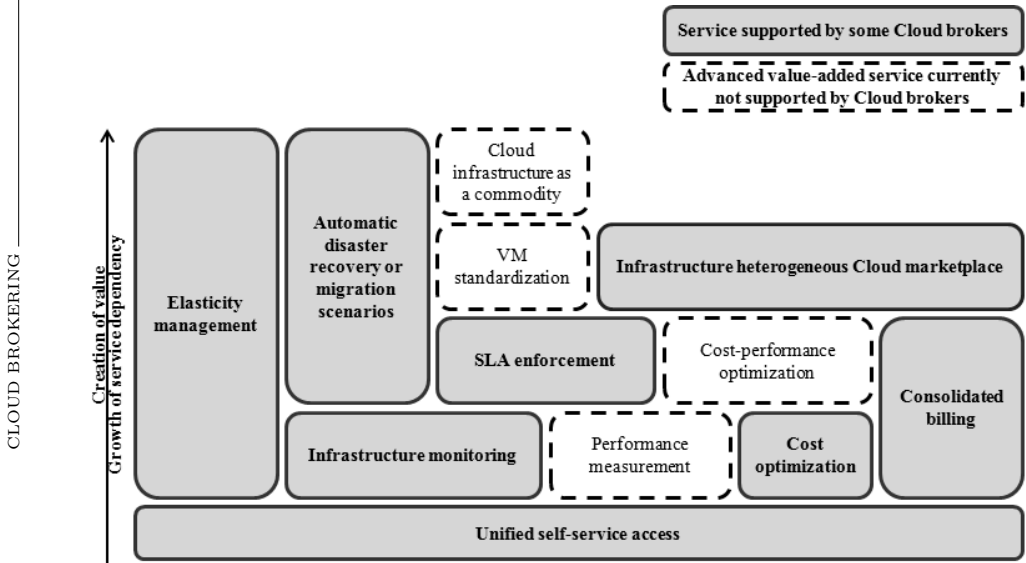 Service supported by some Cloud brokers
Advanced value-added service currently
not supported by Cloud brokers
CLOUD BROKERING
Creation of value
Growth of service dependency
Elasticity
management
Automatic
disaster
recovery or
migration
scenarios
Cloud
infrastructure as
a commodity
VM
standardization
Infrastructure heterogeneous Cloud marketplace
SLA enforcement
Cost-performance
optimization
Consolidated
billing
Infrastructure monitoring
Performance
measurement
Cost
optimization
Unified self-service access